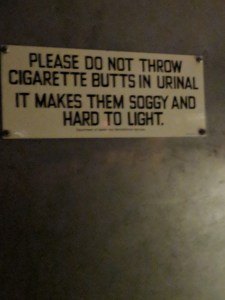 PLEASE DO NOT THROW
CIGARETTE BUTTS IN URINAL
IT MAKES THEM SOGGY AND
HARD TO LIGHT.